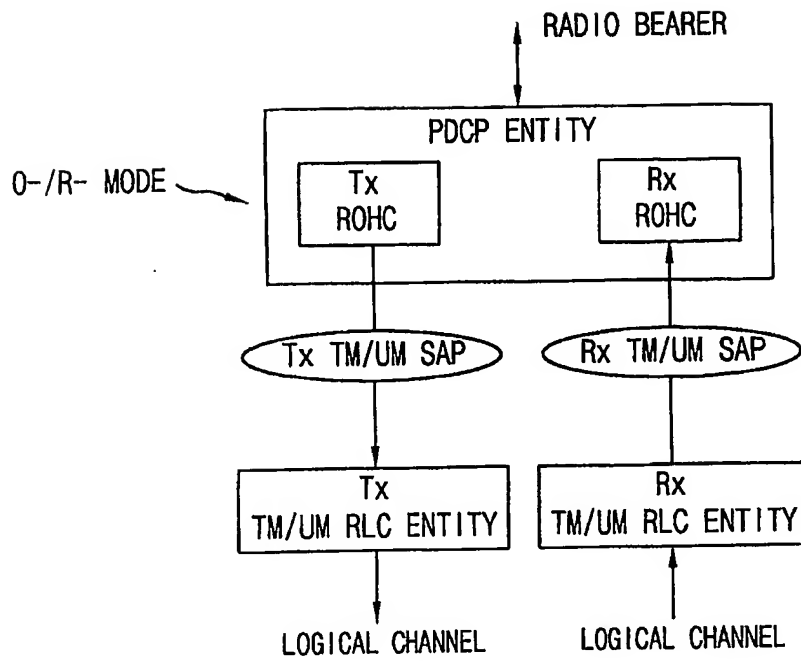 RADIO BEARER
PDCP ENTITY
O-/R- MODE
Tx
ROHC
Rx
ROHC
Tx TM/UM SAP
Rx TM/UM SAP
Tx
TM/UM RLC ENTITY
Rx
TM/UM RLC ENTITY
LOGICAL CHANNEL
LOGICAL CHANNEL